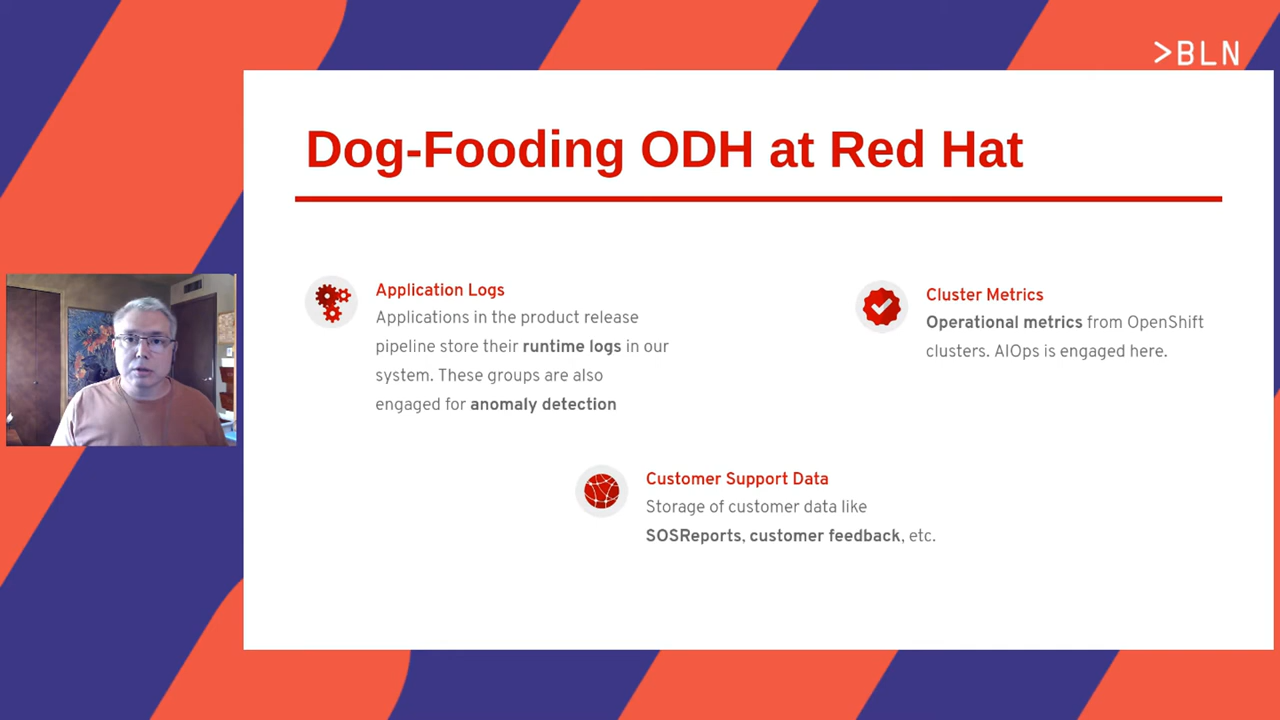 >BLN
Dog-Fooding ODH at Red Hat
Application Logs
Applications in the product release
pipeline store their runtime logs in our
system. These groups are also
engaged for anomaly detection
Cluster Metrics
Operational metrics from OpenShift
clusters. AIOps is engaged here.
Customer Support Data
Storage of customer data like
SOSReports, customer feedback, etc.